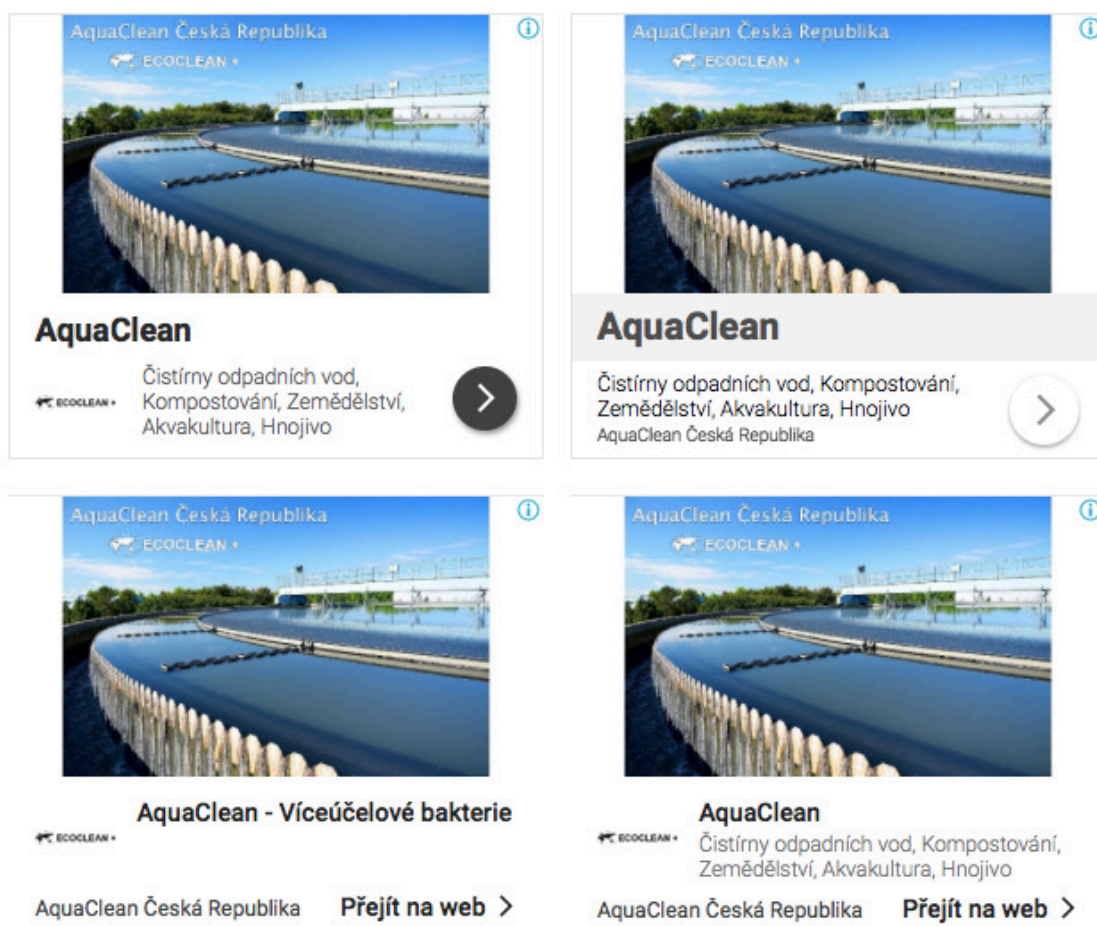 AquaClean Česká Republika
ECOCLEAN +
AquaClean
ECOCLEAN +
Čistírny odpadních vod,
Kompostování, Zemědělství,
Akvakultura, Hnojivo
AquaClean Česká Republika
ECOCLEAN +
AquaClean
Čistírny odpadních vod, Kompostování,
Zemědělství, Akvakultura, Hnojivo
AquaClean Česká Republika
AquaClean Česká Republika
ECOCLEAN +
AquaClean - Víceúčelové bakterie
ECOCLEAN +
AquaClean Česká Republika
Přejít na web
AquaClean Česká Republika
ECOCLEAN +
AquaClean
ECOCLEAN +
Čistírny odpadních vod, Kompostování,
Zemědělství, Akvakultura, Hnojivo
AquaClean Česká Republika
Přejít na web